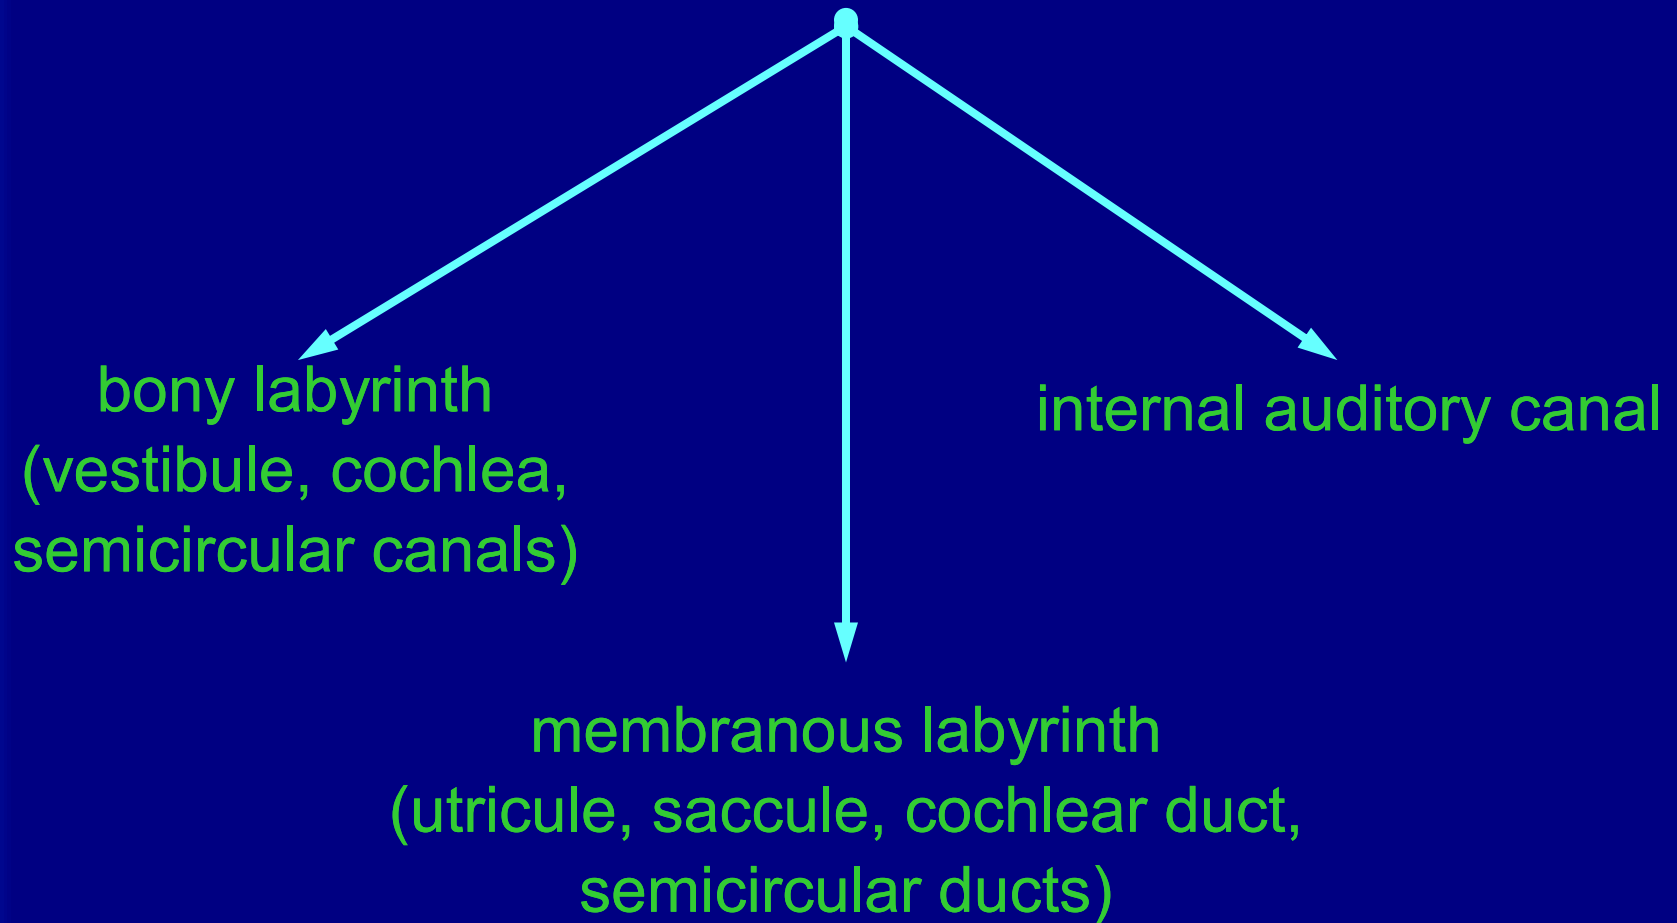 bony labyrinth
(vestibule, cochlea,
semicircular canals)
internal auditory canal
membranous labyrinth
(utricule, saccule, cochlear duct,
semicircular ducts)